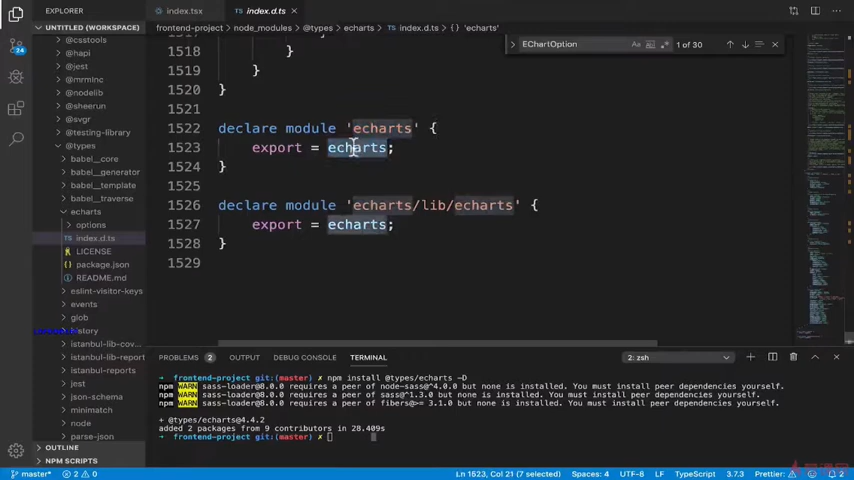 EXPLORER
UNTITLED (WORKSPACE)
@csstools
@hapi
@jest
@mrmlnc
@nodelib
@sheerun
@svgr
@testing-library
@types
babel__core
babel__generator
babel__template
babel__traverse
echarts
options
TS index.d.ts
LICENSE
package.json
README.md
eslint-visitor-keys
events
glob
history
istanbul-lib-cov...
istanbul-lib-report
istanbul-reports
jest
json-schema
minimatch
node
parse-json
OUTLINE
NPM SCRIPTS
24
TS index.tsx
TS index.d.ts
frontend-project > node_modules > @types > echarts > TS index.d.ts > {} 'echarts'
EChartOption
Aa
1 of 30
1518 }
1519 }
1520 }
1521
1522 declare module 'echarts' {
1523 export = echarts;
1524 }
1525
1526 declare module 'echarts/lib/echarts' {
1527 export = echarts;
1528 }
1529
PROBLEMS 2 OUTPUT DEBUG CONSOLE TERMINAL 2: zsh
→ frontend-project git:(master) ✗ npm install @types/echarts -D
npm WARN sass-loader@8.0.0 requires a peer of node-sass@^4.0.0 but none is installed. You must install peer dependencies yourself.
npm WARN sass-loader@8.0.0 requires a peer of sass@^1.3.0 but none is installed. You must install peer dependencies yourself.
npm WARN sass-loader@8.0.0 requires a peer of fibers@>= 3.1.0 but none is installed. You must install peer dependencies yourself.
+ @types/echarts@4.4.2
added 2 packages from 9 contributors in 28.409s
→ frontend-project git:(master) ✗
master* 2 0 Ln 1523, Col 21 (7 selected) Spaces: 4 UTF-8 LF TypeScript 3.7.3 Prettier: 2